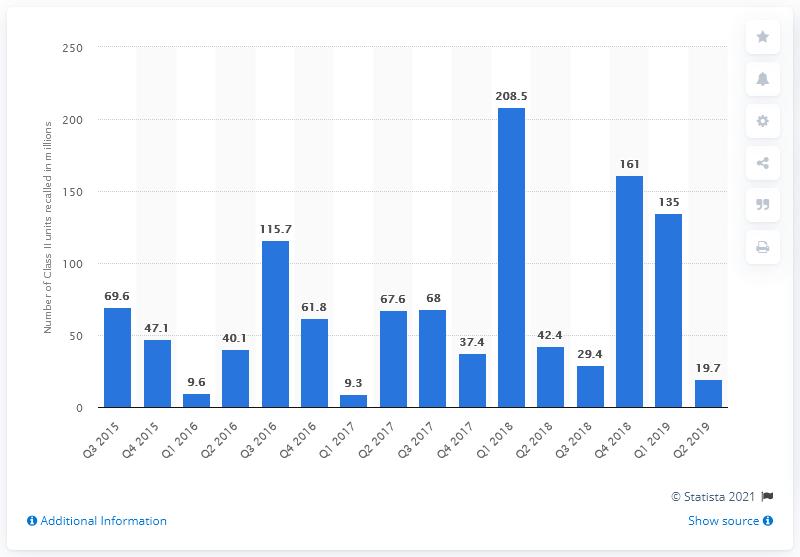 Number of Class II units recalled in millions
250
200
150
100
50
0
69.6
47.1
9.6
40.1
115.7
61.8
9.3
67.6
68
37.4
208.5
42.4
29.4
161
135
19.7
Q3 2015
Q4 2015
Q1 2016
Q2 2016
Q3 2016
Q4 2016
Q1 2017
Q2 2017
Q3 2017
Q4 2017
Q1 2018
Q2 2018
Q3 2018
Q4 2018
Q1 2019
Q2 2019
© Statista 2021
Additional Information
Show source